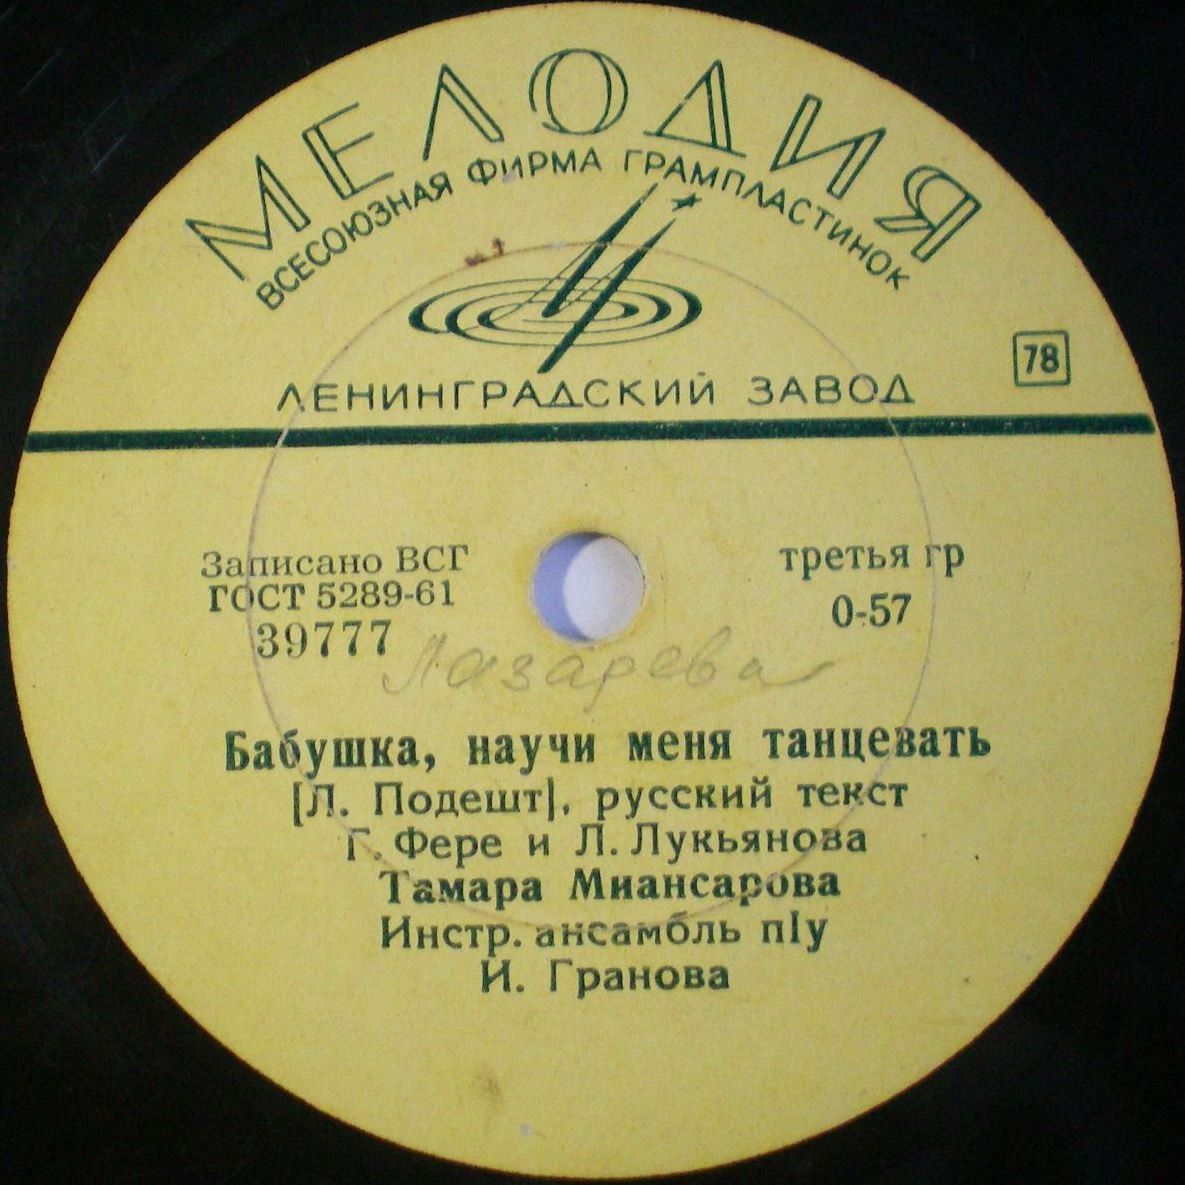 МЕЛОДИЯ
ВСЕСОЮЗНАЯ ФИРМА ГРАМПЛАСТИНОК
ЛЕНИНГРАДСКИЙ ЗАВОД
78
Записано ВСГ
ГОСТ 5289-61
39777
третья гр
0-57
Лазарева
Бабушка, научи меня танцевать
[Л. Подешт], русский текст
Г. Фере и Л. Лукьянова
Тамара Миансарова
Инстр. ансамбль п/у
И. Гранова